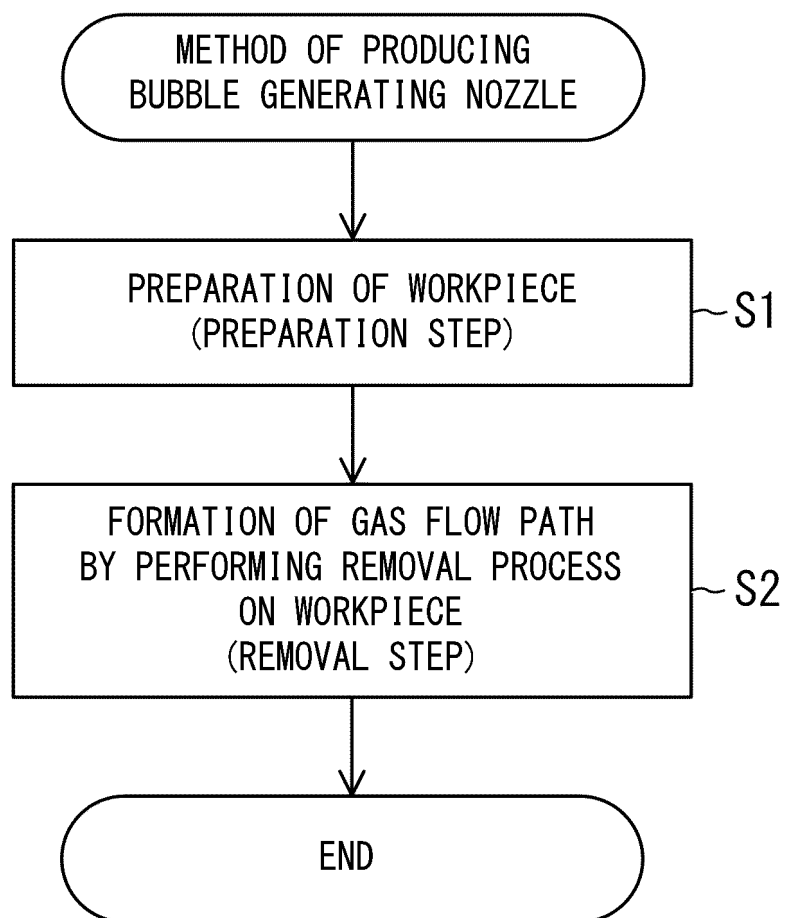 METHOD OF PRODUCING
BUBBLE GENERATING NOZZLE
PREPARATION OF WORKPIECE
(PREPARATION STEP)
S1
FORMATION OF GAS FLOW PATH
BY PERFORMING REMOVAL PROCESS
ON WORKPIECE
(REMOVAL STEP)
S2
END